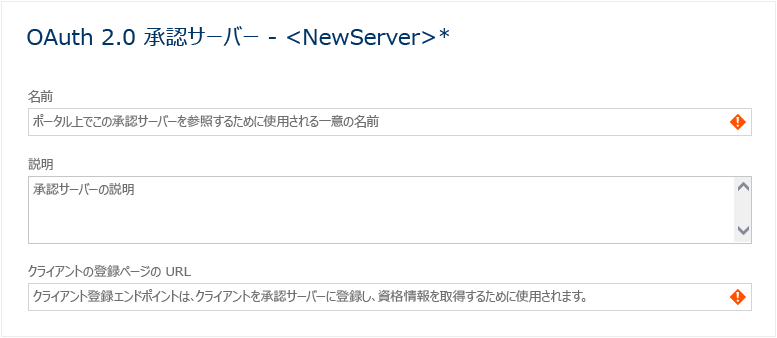 OAuth 2.0 承認サーバー - <NewServer>*
名前
ポータル上でこの承認サーバーを参照するために使用される一意の名前
説明
承認サーバーの説明
クライアントの登録ページの URL
クライアント登録エンドポイントは、クライアントを承認サーバーに登録し、資格情報を取得するために使用されます。